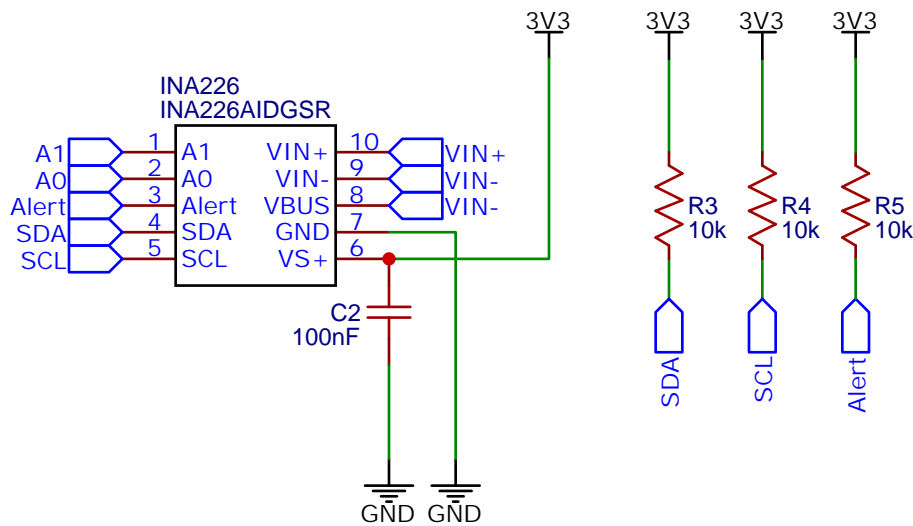 3V3
3V3
3V3
3V3
INA226
INA226AIDGSR
A1 1 A1 VIN+ 10 VIN+
A0 2 A0 VIN- 9 VIN-
Alert 3 Alert VBUS 8 VIN-
SDA 4 SDA GND 7
SCL 5 SCL VS+ 6
C2
100nF
GND
GND
R3
10k
R4
10k
R5
10k
SDA
SCL
Alert